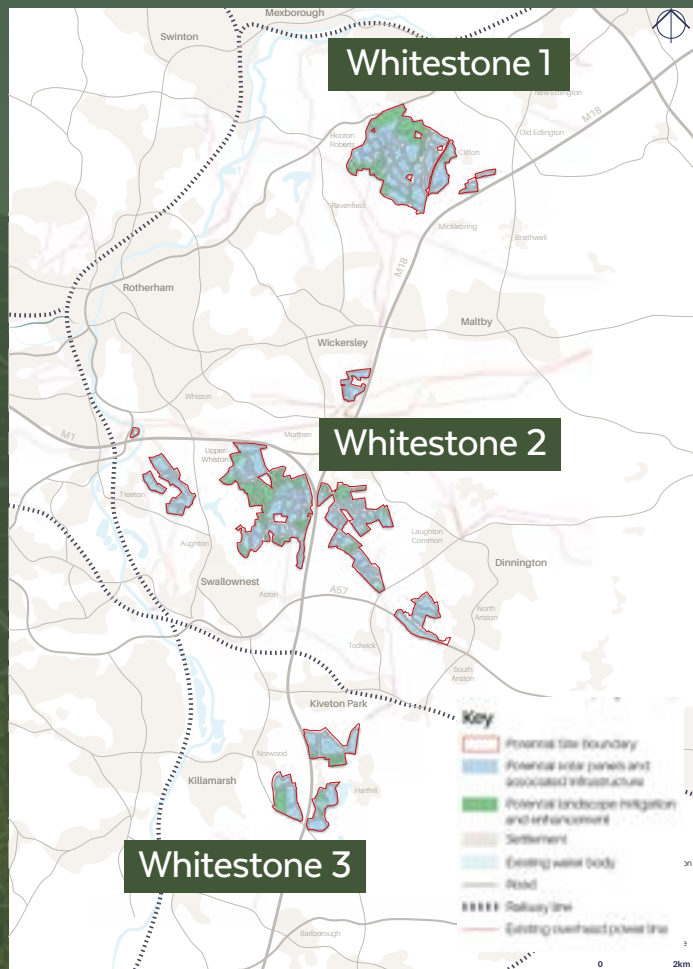 Mexborough
Swinton
Whitestone 1
New Edlington
M18
Old Edlington
Hooton
Roberts
Clifton
Ravenfield
Micklebring
Braithwell
M18
Rotherham
Maltby
Wickersley
Whiston
Morthen
Whitestone 2
M1
Upper
Whiston
Treeton
Laughton
Common
Aughton
Dinnington
Swallownest
Aston
A57
North
Anston
Todwick
South
Anston
Kiveton Park
Norwood
Killamarsh
Harthill
Whitestone 3
Barlborough
Key
Potential Site boundary
Potential solar panels and
associated infrastructure
Potential landscape mitigation
and enhancement
Settlement
Existing water body
Road
Railway line
Existing overhead power line
0 2km